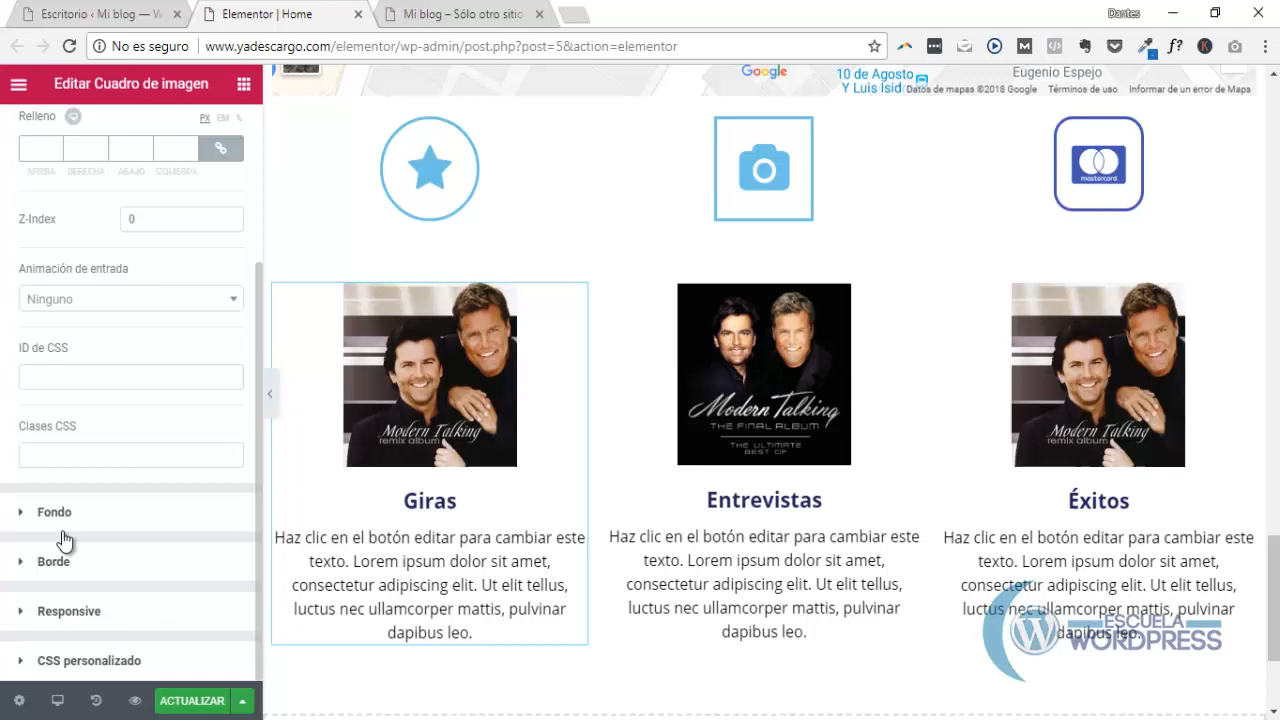 Escritorio ‹ Mi blog — W
Elementor | Home
Mi blog – Sólo otro sitio
Dantes
No es seguro
www.yadescargo.com/elementor/wp-admin/post.php?post=5&action=elementor
Editar Cuadro de imagen
Relleno
PX EM %
ARRIBA DERECHA ABAJO IZQUIERDA
Z-Index
0
Animación de entrada
Ninguno
ID de CSS
Clases CSS
Fondo
Borde
Responsive
CSS personalizado
ACTUALIZAR
Google
10 de Agosto
Y Luis Isid
Eugenio Espejo
Datos de mapas ©2018 Google
Términos de uso
Informar de un error de Maps
mastercard
Modern Talking
remix album
Modern Talking
THE FINAL ALBUM
THE ULTIMATE
BEST OF
Modern Talking
remix album
Giras
Haz clic en el botón editar para cambiar este
texto. Lorem ipsum dolor sit amet,
consectetur adipiscing elit. Ut elit tellus,
luctus nec ullamcorper mattis, pulvinar
dapibus leo.
Entrevistas
Haz clic en el botón editar para cambiar este
texto. Lorem ipsum dolor sit amet,
consectetur adipiscing elit. Ut elit tellus,
luctus nec ullamcorper mattis, pulvinar
dapibus leo.
Éxitos
Haz clic en el botón editar para cambiar este
texto. Lorem ipsum dolor sit amet,
consectetur adipiscing elit. Ut elit tellus,
luctus nec ullamcorper mattis, pulvinar
dapibus leo.
ESCUELA
WORDPRESS